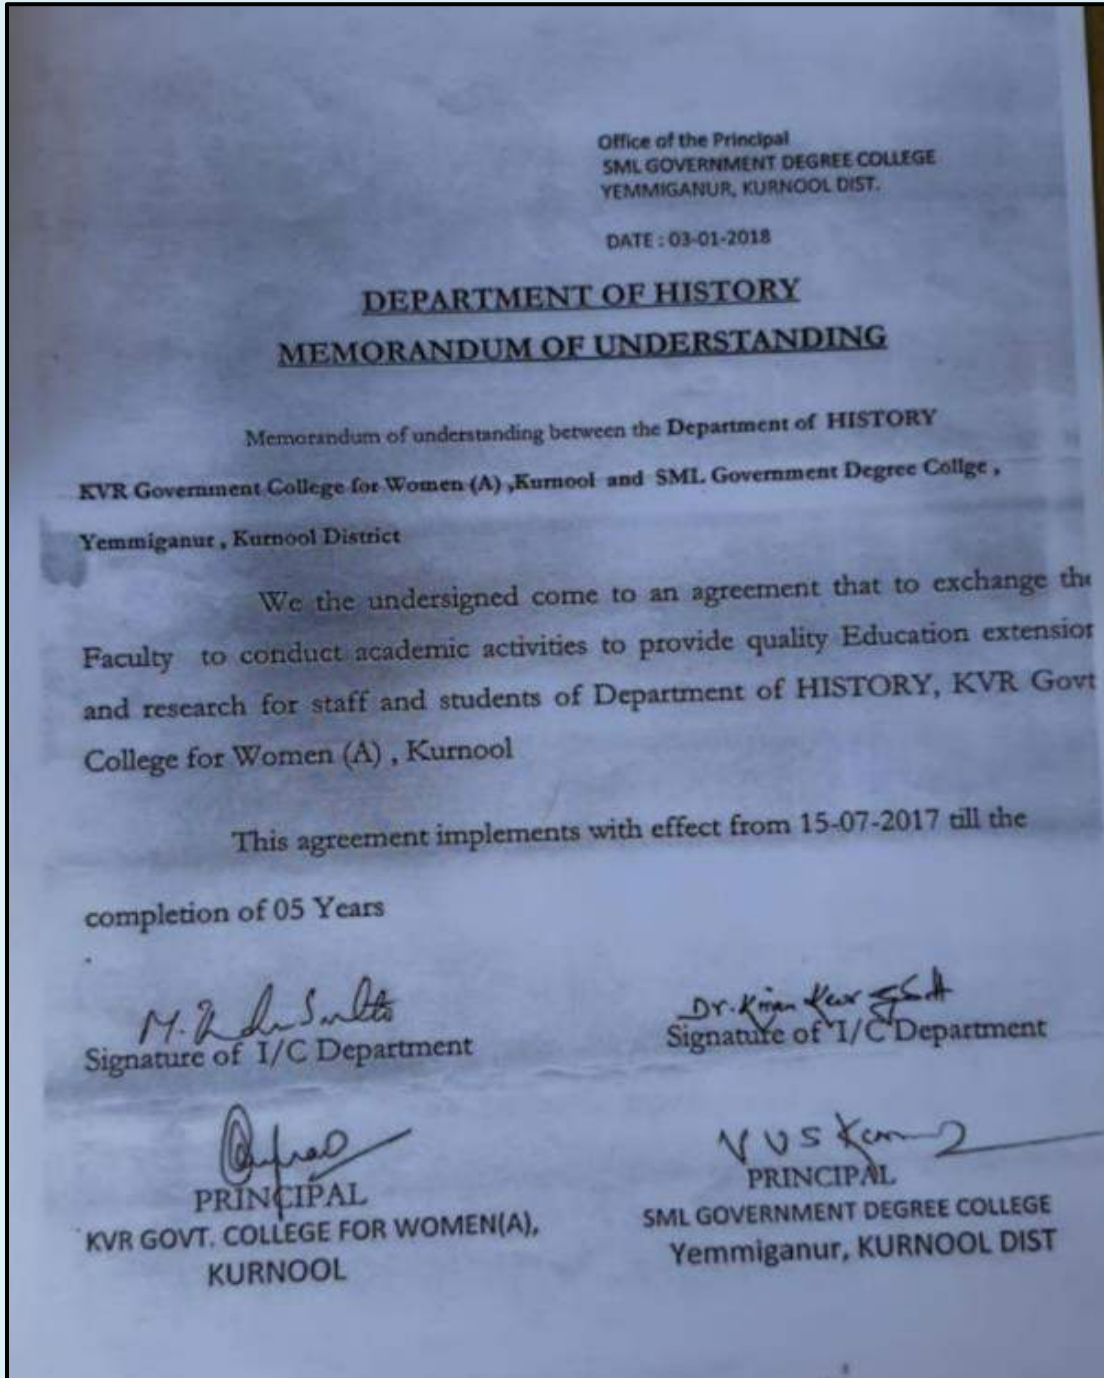 Office of the Principal
SML GOVERNMENT DEGREE COLLEGE
YEMMIGANUR, KURNOOL DIST.
DATE : 03-01-2018
DEPARTMENT OF HISTORY
MEMORANDUM OF UNDERSTANDING
Memorandum of understanding between the Department of HISTORY
KVR Government College for Women (A) ,Kurnool and SML Government Degree Collge ,
Yemmiganur , Kurnool District
We the undersigned come to an agreement that to exchange the
Faculty to conduct academic activities to provide quality Education extension
and research for staff and students of Department of HISTORY, KVR Govt
College for Women (A) , Kurnool
This agreement implements with effect from 15-07-2017 till the
completion of 05 Years
.
M.
Dr. Kiran
Signature of I/C Department
Signature of I/C Department
V V S
PRINCIPAL
KVR GOVT. COLLEGE FOR WOMEN(A),
KURNOOL
PRINCIPAL
SML GOVERNMENT DEGREE COLLEGE
Yemmiganur, KURNOOL DIST